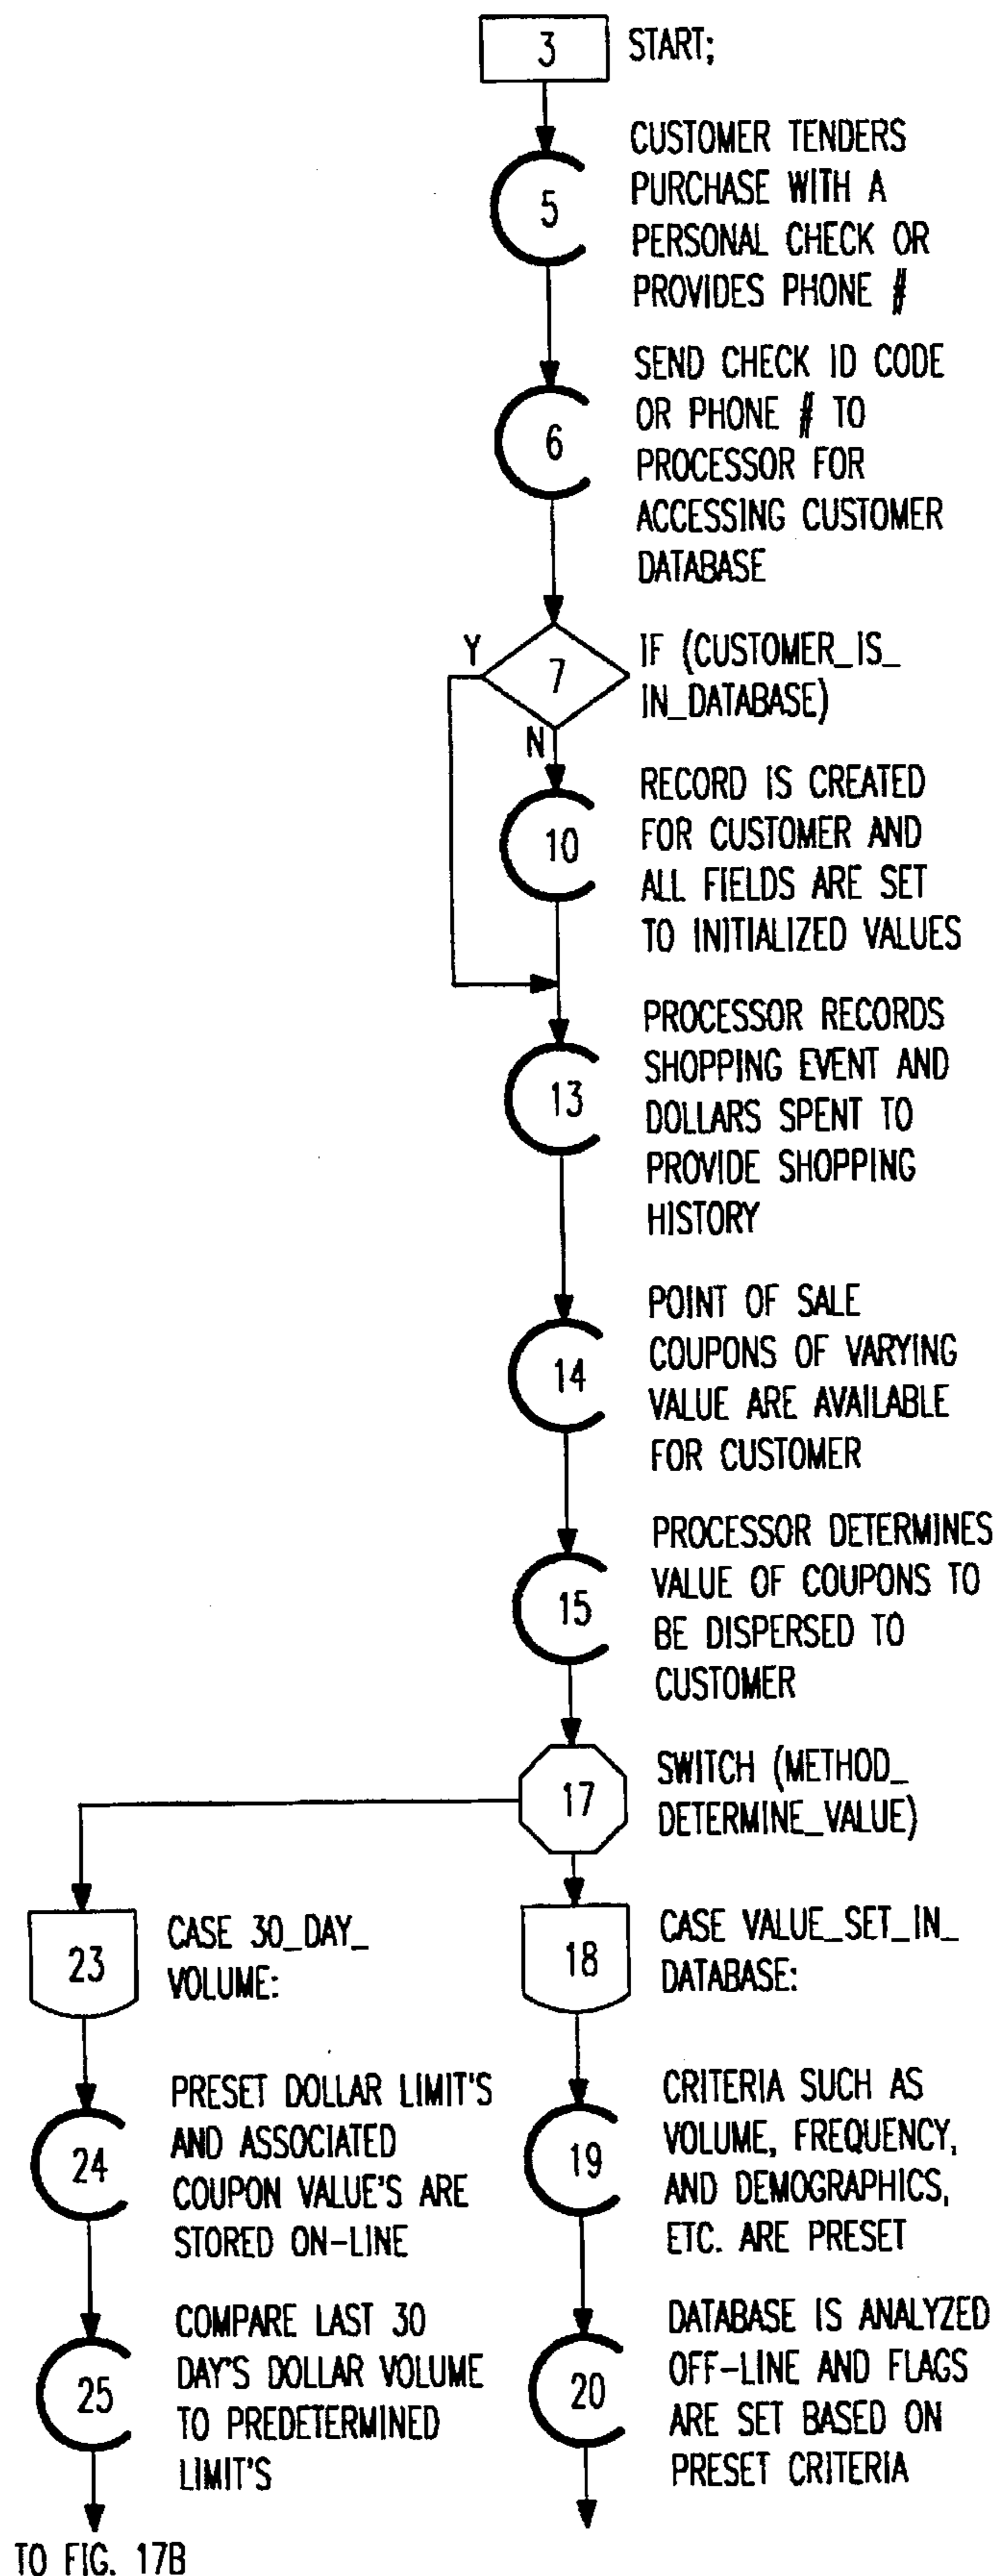 3 START;
CUSTOMER TENDERS
PURCHASE WITH A
5
PERSONAL CHECK OR
PROVIDES PHONE #
SEND CHECK ID CODE
OR PHONE # TO
6
PROCESSOR FOR
ACCESSING CUSTOMER
DATABASE
Y
7
IF (CUSTOMER_IS_
IN_DATABASE)
N
RECORD IS CREATED
FOR CUSTOMER AND
10
ALL FIELDS ARE SET
TO INITIALIZED VALUES
PROCESSOR RECORDS
SHOPPING EVENT AND
13
DOLLARS SPENT TO
PROVIDE SHOPPING
HISTORY
POINT OF SALE
COUPONS OF VARYING
14
VALUE ARE AVAILABLE
FOR CUSTOMER
PROCESSOR DETERMINES
VALUE OF COUPONS TO
15
BE DISPERSED TO
CUSTOMER
17
SWITCH (METHOD_
DETERMINE_VALUE)
23
CASE 30_DAY_
VOLUME:
18
CASE VALUE_SET_IN_
DATABASE:
24
PRESET DOLLAR LIMIT'S
AND ASSOCIATED
COUPON VALUE'S ARE
STORED ON-LINE
19
CRITERIA SUCH AS
VOLUME, FREQUENCY,
AND DEMOGRAPHICS,
ETC. ARE PRESET
25
COMPARE LAST 30
DAY'S DOLLAR VOLUME
TO PREDETERMINED
LIMIT'S
20
DATABASE IS ANALYZED
OFF-LINE AND FLAGS
ARE SET BASED ON
PRESET CRITERIA
TO FIG. 17B